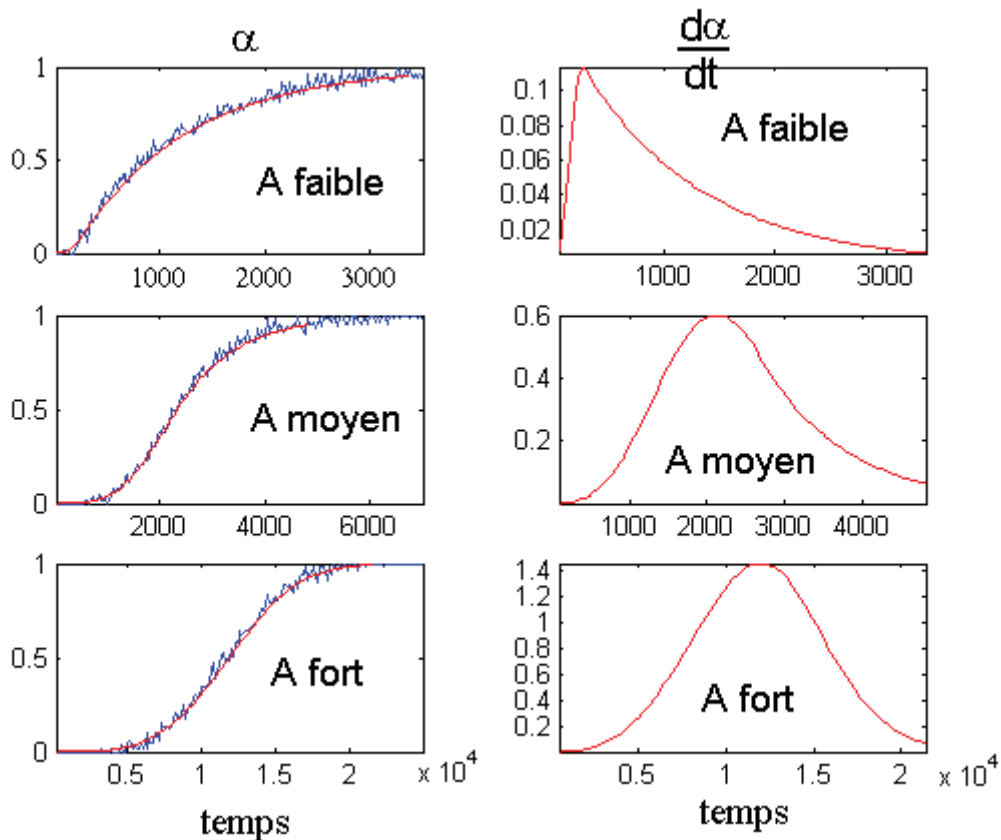 α
dα
dt
1
0.5
0
1000 2000 3000
A faible
0.1
0.08
0.06
0.04
0.02
1000 2000 3000
A faible
1
0.5
0
2000 4000 6000
A moyen
0.6
0.4
0.2
1000 2000 3000 4000
A moyen
1
0.5
0
0.5 1 1.5 2
x 10⁴
A fort
temps
1.4
1.2
1
0.8
0.6
0.4
0.2
0.5 1 1.5 2
x 10⁴
A fort
temps